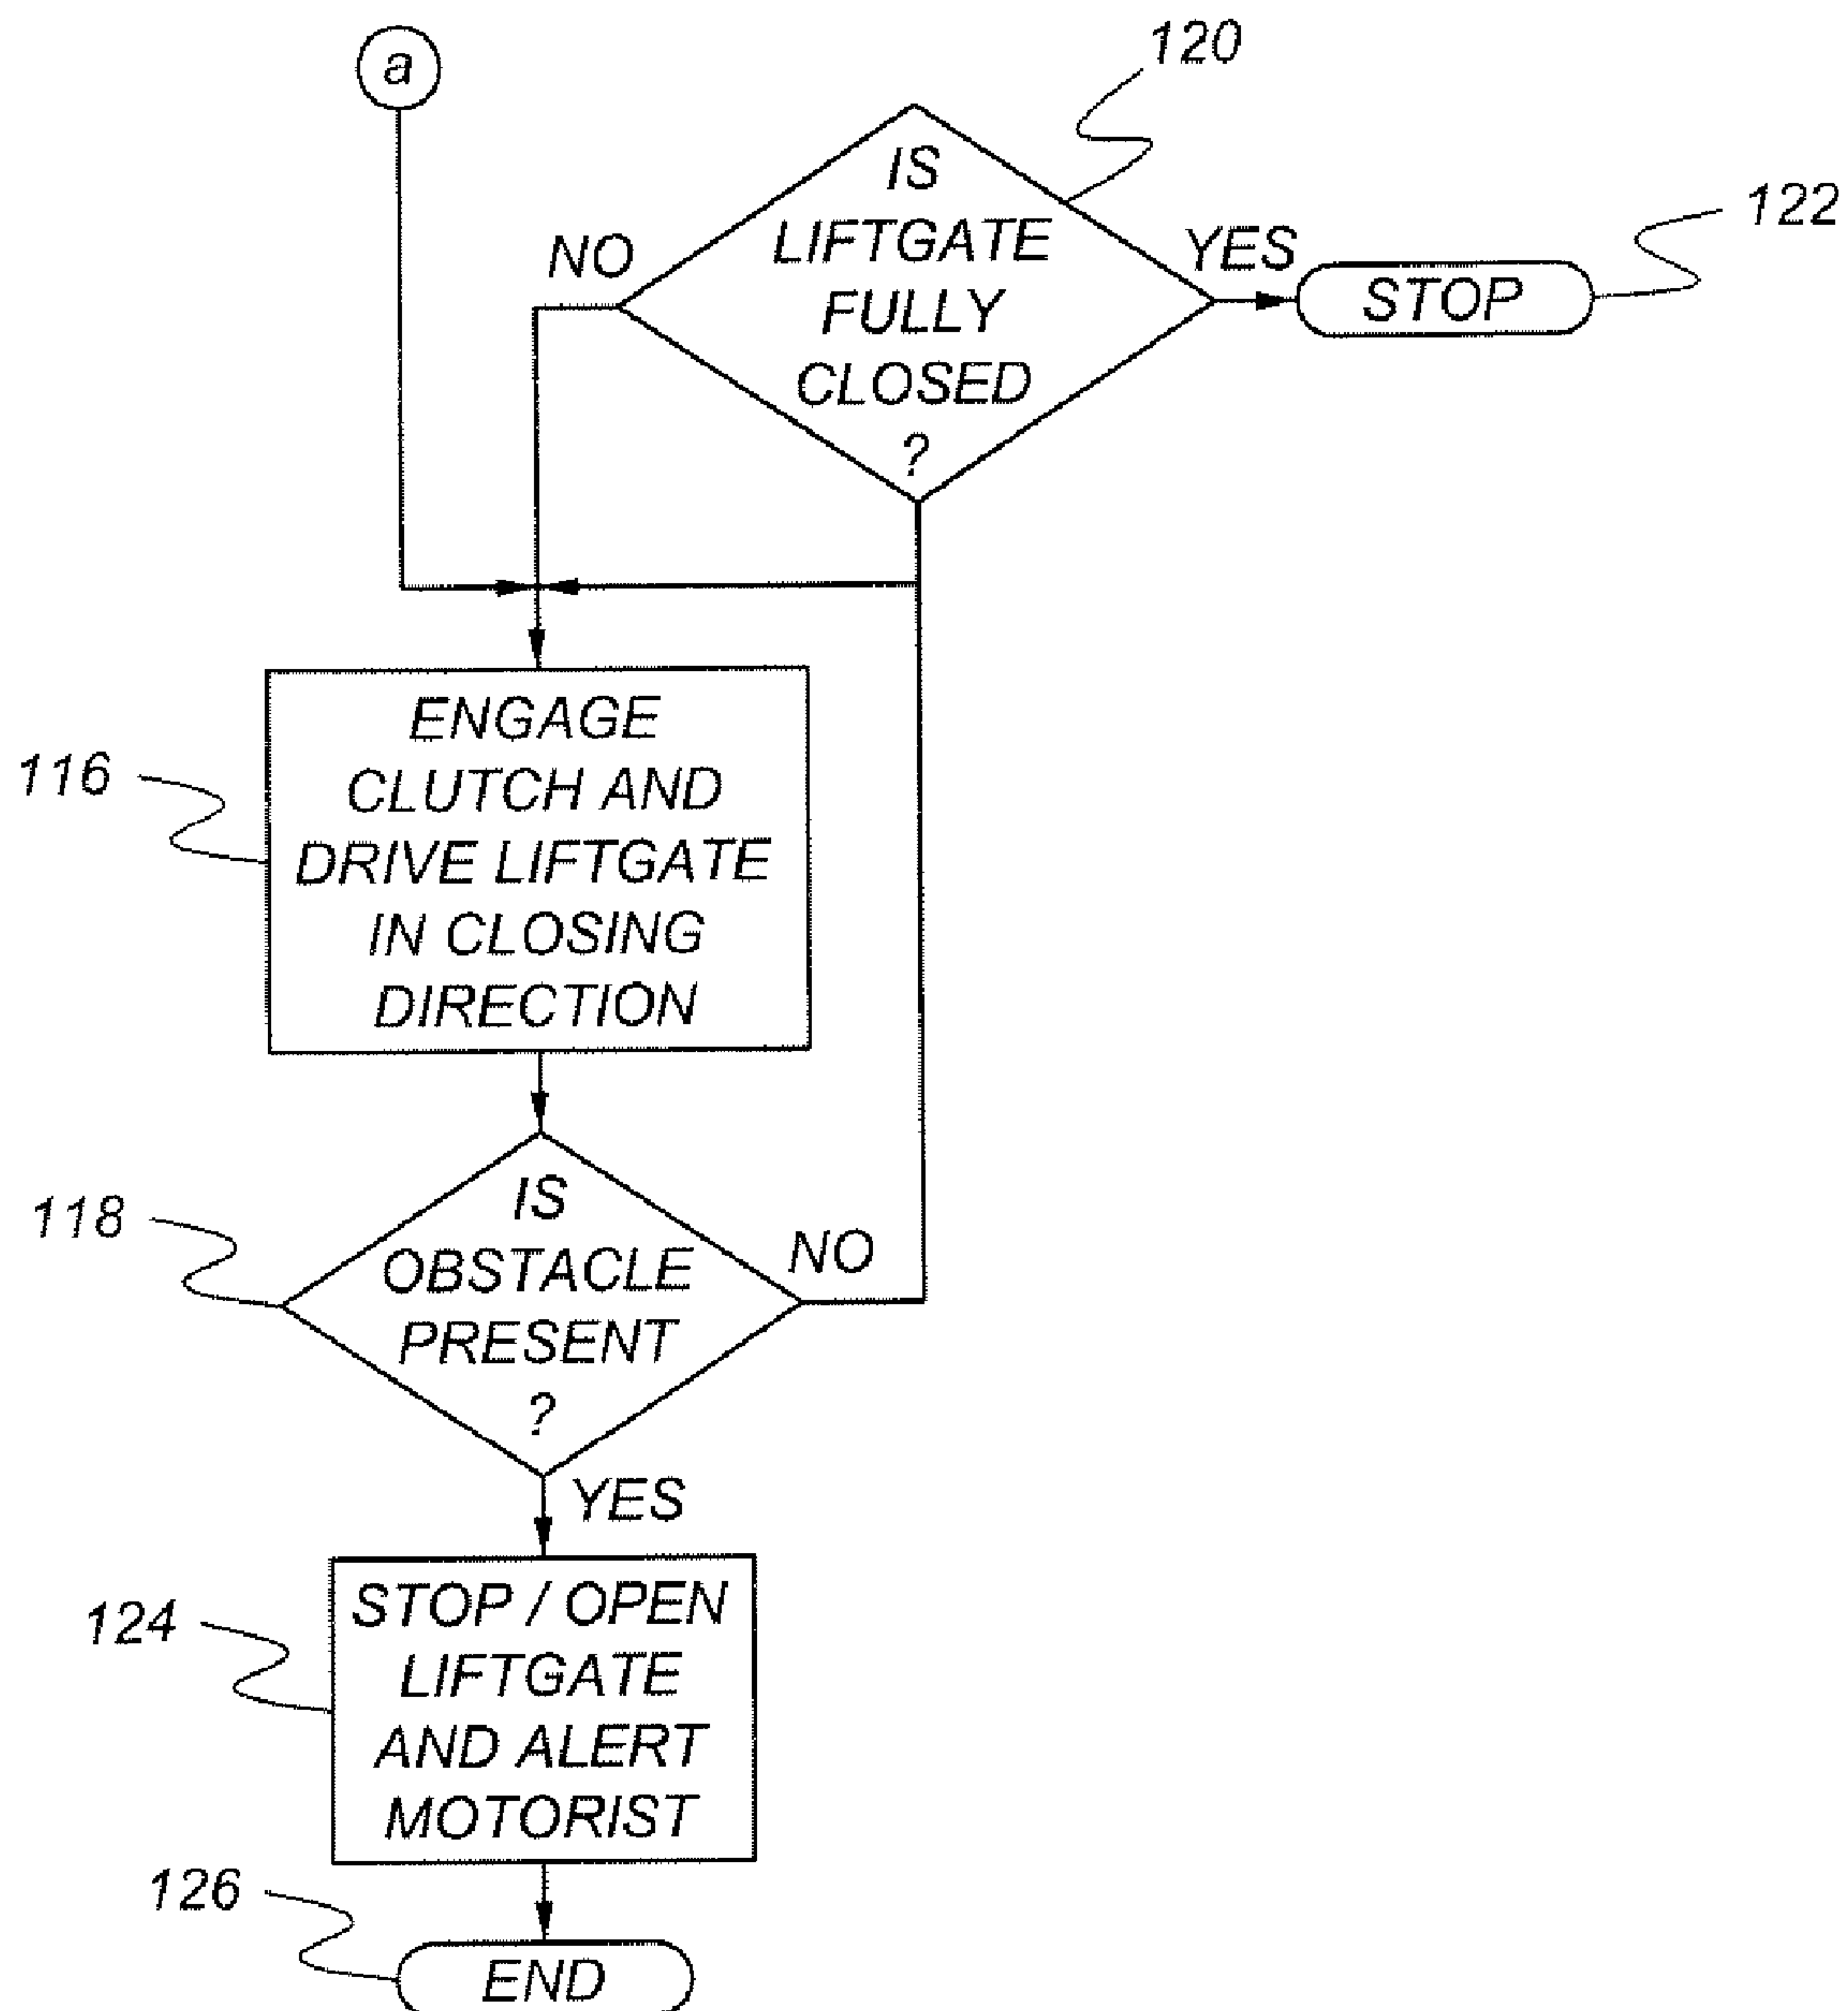 a
120
IS
LIFTGATE
FULLY
CLOSED
?
NO
YES
STOP
122
116
ENGAGE
CLUTCH AND
DRIVE LIFTGATE
IN CLOSING
DIRECTION
118
IS
OBSTACLE
PRESENT
?
NO
YES
124
STOP / OPEN
LIFTGATE
AND ALERT
MOTORIST
126
END